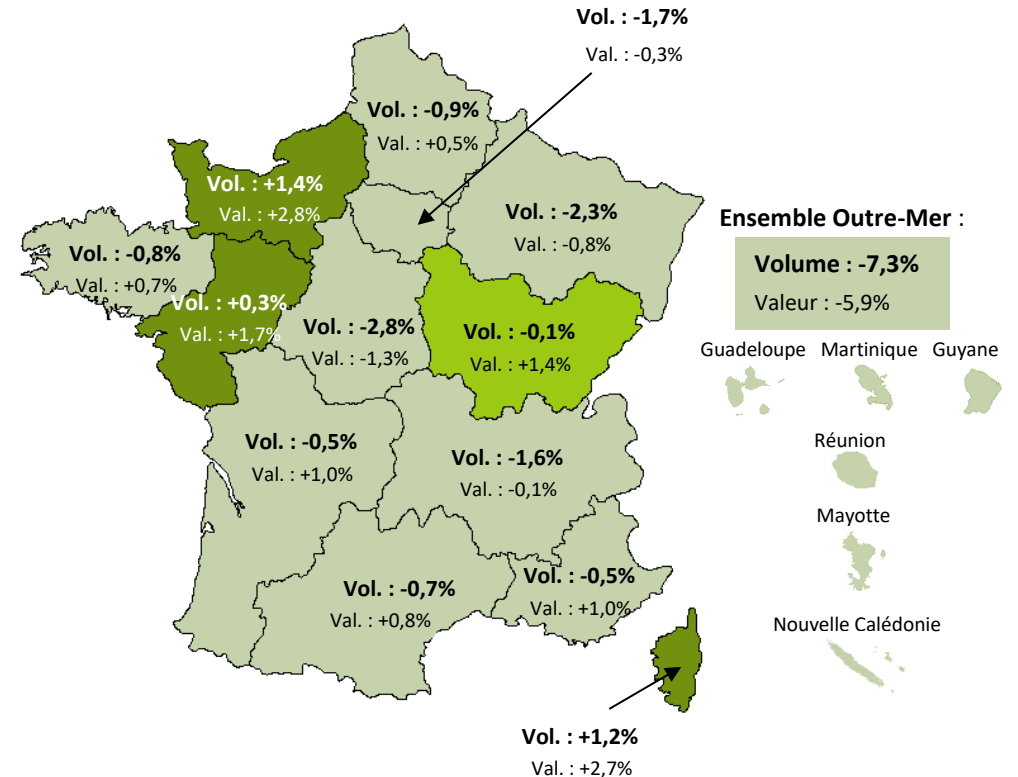 Vol. : -1,7%
Val. : -0,3%
Vol. : -0,9%
Val. : +0,5%
Vol. : +1,4%
Val. : +2,8%
Vol. : -2,3%
Val. : -0,8%
Ensemble Outre-Mer :
Volume : -7,3%
Valeur : -5,9%
Vol. : -0,8%
Val. : +0,7%
Vol. : +0,3%
Val. : +1,7%
Vol. : -2,8%
Val. : -1,3%
Vol. : -0,1%
Val. : +1,4%
Guadeloupe Martinique Guyane
Vol. : -0,5%
Val. : +1,0%
Vol. : -1,6%
Val. : -0,1%
Réunion
Mayotte
Vol. : -0,7%
Val. : +0,8%
Vol. : -0,5%
Val. : +1,0%
Nouvelle Calédonie
Vol. : +1,2%
Val. : +2,7%